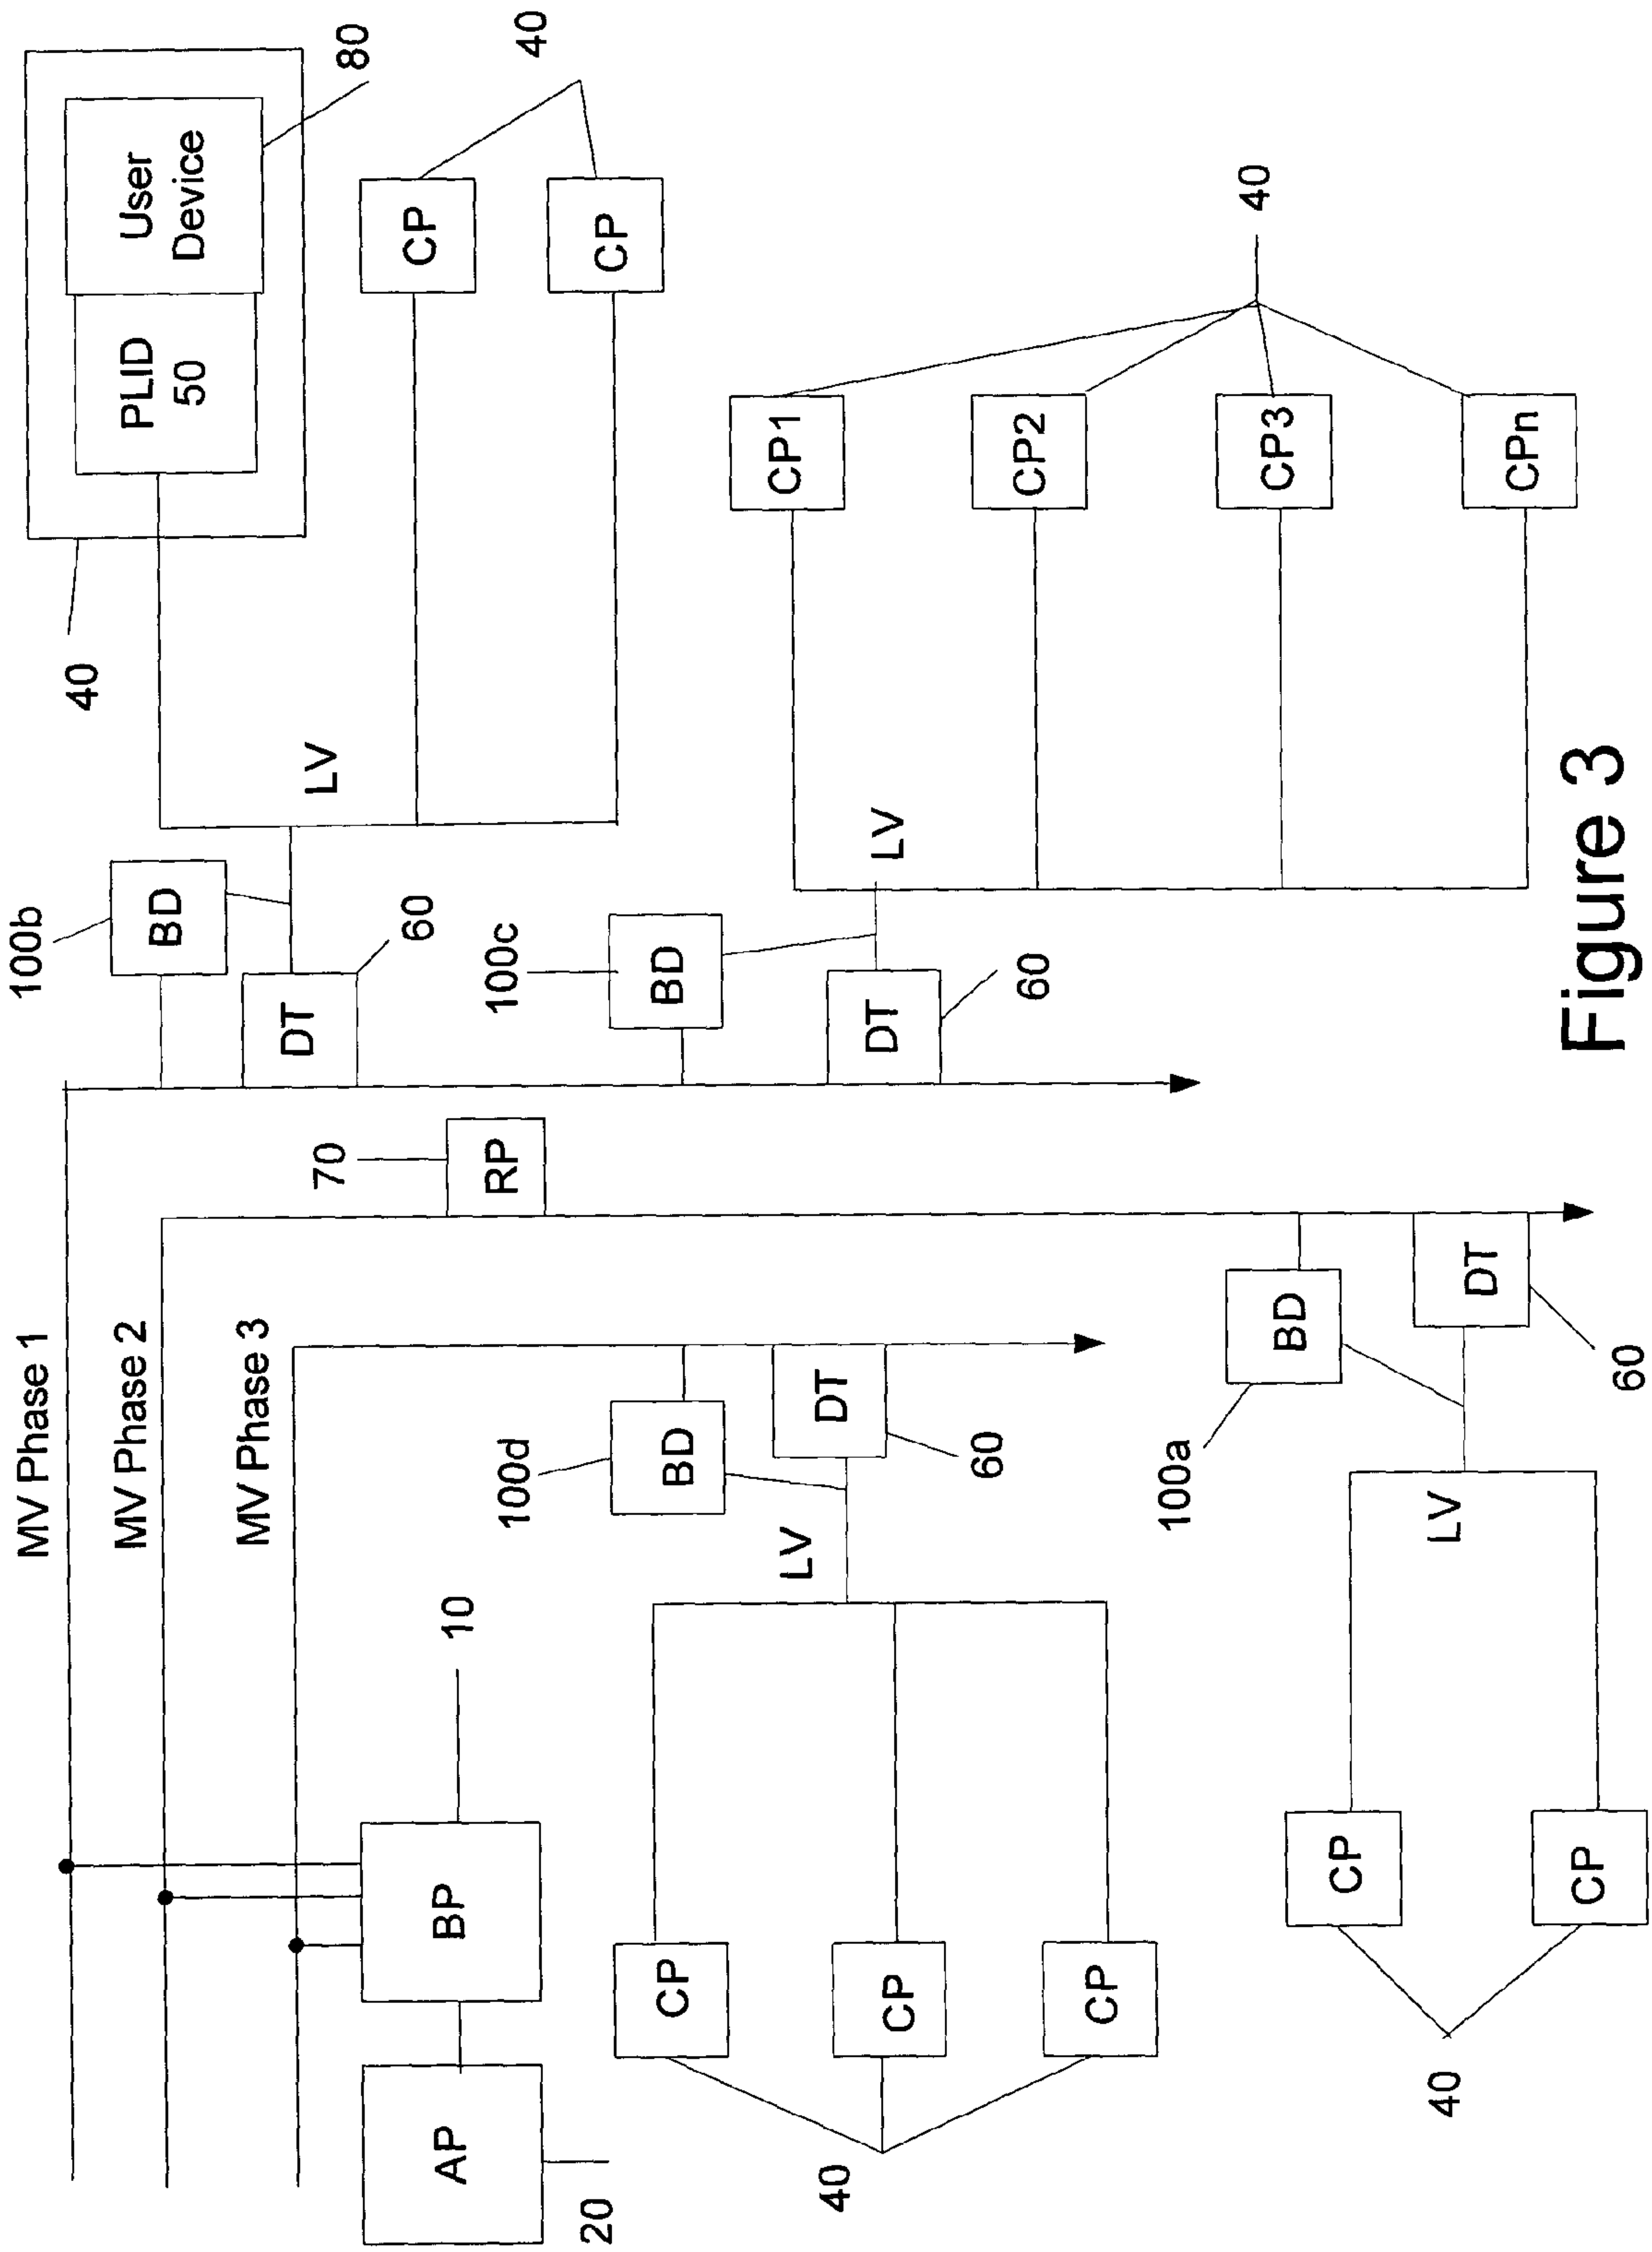 MV Phase 1
MV Phase 2
MV Phase 3
100b
BD
DT
60
LV
40
PLID
50
User
Device
80
CP
40
CP
70
RP
100c
BD
DT
60
LV
CP1
CP2
CP3
CPn
40
AP
20
BP
10
100d
BD
DT
60
LV
CP
CP
CP
40
100a
BD
DT
60
LV
CP
CP
40
Figure 3